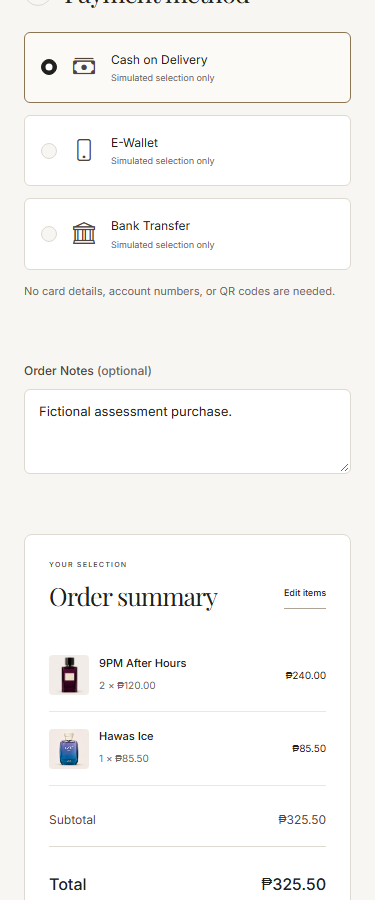 Payment method
Cash on Delivery
Simulated selection only
E-Wallet
Simulated selection only
Bank Transfer
Simulated selection only
No card details, account numbers, or QR codes are needed.
Order Notes (optional)
Fictional assessment purchase.
YOUR SELECTION
Order summary
Edit items
9PM After Hours
2 × ₱120.00
₱240.00
Hawas Ice
1 × ₱85.50
₱85.50
Subtotal
₱325.50
Total
₱325.50